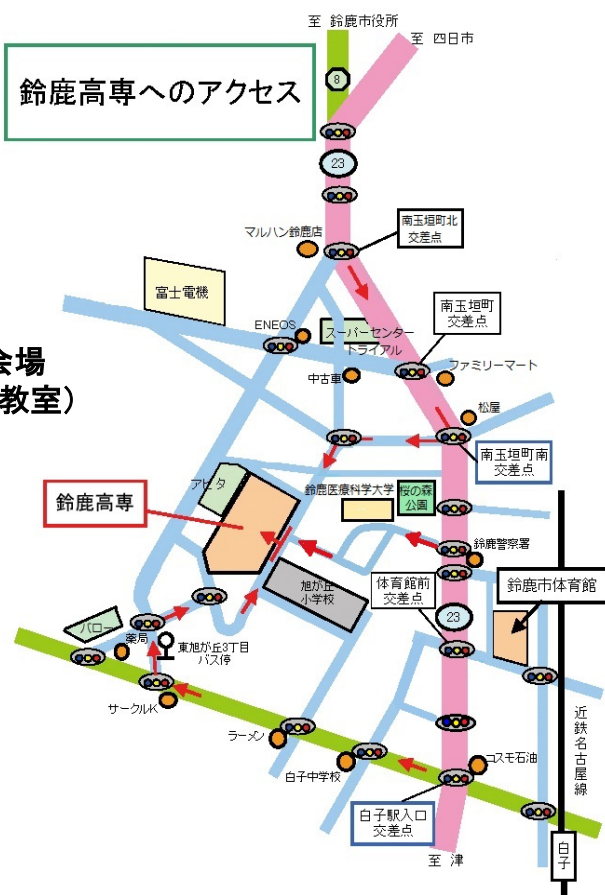 至 鈴鹿市役所
至 四日市
鈴鹿高専へのアクセス
8
23
南玉垣町北
交差点
マルハン鈴鹿店
富士電機
南玉垣町
交差点
ENEOS
スーパーセンター
トライアル
ファミリーマート
会場
中古車
教室)
松屋
南玉垣町南
交差点
アピタ
鈴鹿医療科学大学
桜の森
公園
鈴鹿高専
鈴鹿警察署
旭が丘
小学校
体育館前
交差点
鈴鹿市体育館
23
バロー
薬局
東旭が丘3丁目
バス停
サークルK
ラーメン
白子中学校
コスモ石油
近鉄名古屋線
白子駅入口
交差点
白子
至 津